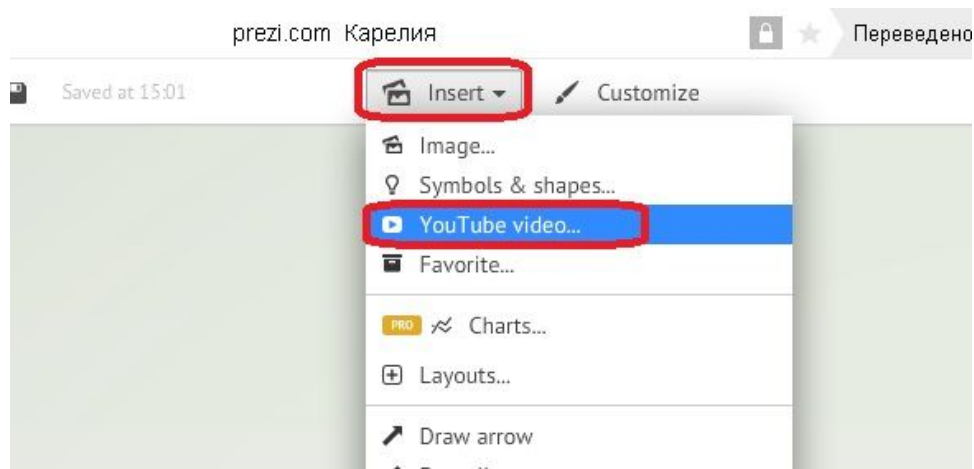 prezi.com Карелия Переведено
Saved at 15:01 Insert Customize
Image...
Symbols & shapes...
YouTube video...
Favorite...
PRO Charts...
Layouts...
Draw arrow